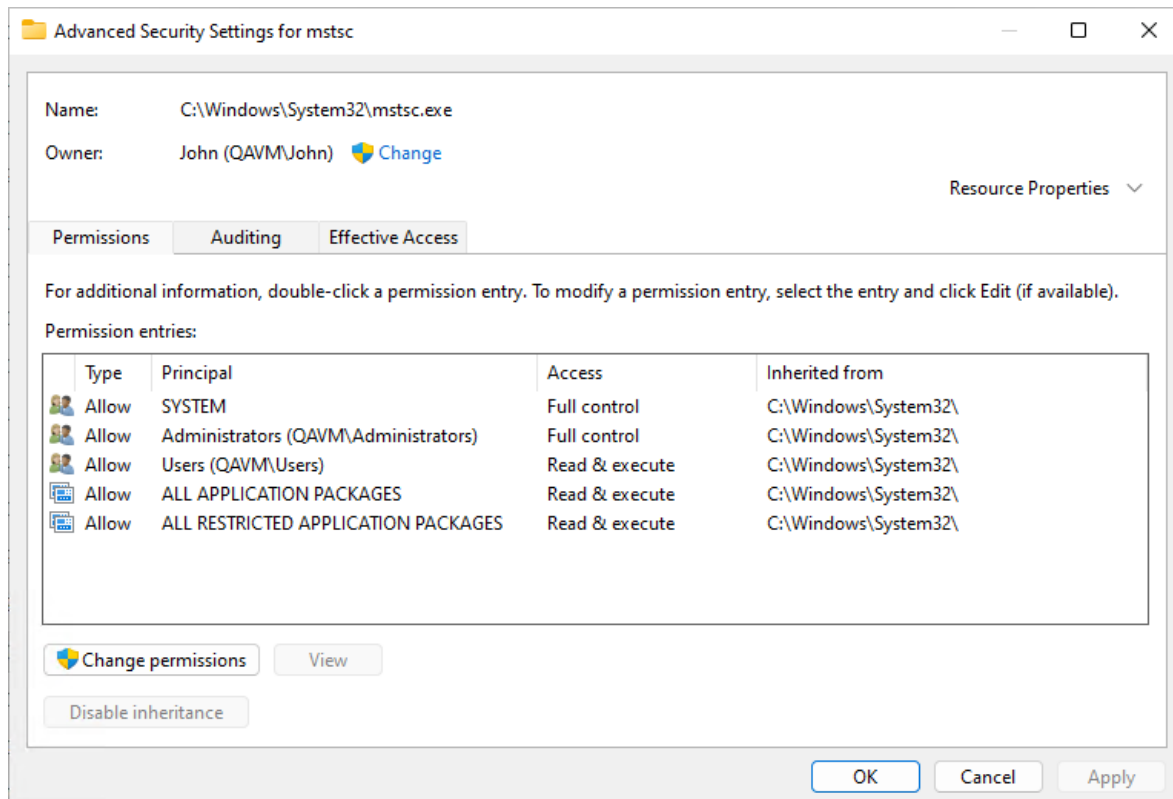 Advanced Security Settings for mstsc
Name: C:\Windows\System32\mstsc.exe
Owner: John (QAVM\John) Change
Resource Properties
Permissions Auditing Effective Access
For additional information, double-click a permission entry. To modify a permission entry, select the entry and click Edit (if available).
Permission entries:
Type Principal Access Inherited from
Allow SYSTEM Full control C:\Windows\System32\
Allow Administrators (QAVM\Administrators) Full control C:\Windows\System32\
Allow Users (QAVM\Users) Read & execute C:\Windows\System32\
Allow ALL APPLICATION PACKAGES Read & execute C:\Windows\System32\
Allow ALL RESTRICTED APPLICATION PACKAGES Read & execute C:\Windows\System32\
Change permissions View
Disable inheritance
OK Cancel Apply